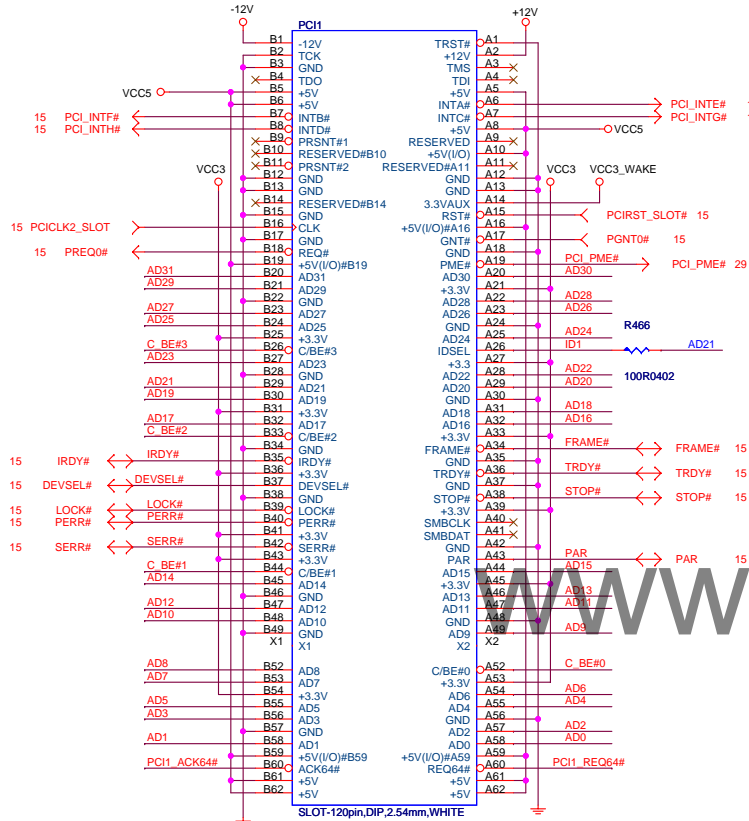 -12V +12V
PCI1
B1 -12V TRST# A1
B2 TCK +12V A2
B3 GND TMS A3
B4 TDO TDI A4
VCC5 B5 +5V +5V A5
B6 +5V INTA# A6 PCI_INTE#
15 PCI_INTF# B7 INTB# INTC# A7 PCI_INTG#
15 PCI_INTH# B8 INTD# +5V A8 VCC5
B9 PRSNT#1 RESERVED A9
B10 RESERVED#B10 +5V(I/O) A10
B11 PRSNT#2 RESERVED#A11 A11
VCC3 VCC3 VCC3_WAKE
B12 GND GND A12
B13 GND GND A13
B14 RESERVED#B14 3.3VAUX A14
B15 GND RST# A15 PCIRST_SLOT# 15
15 PCICLK2_SLOT B16 CLK +5V(I/O)#A16 A16
B17 GND GNT# A17 PGNT0# 15
15 PREQ0# B18 REQ# GND A18
B19 +5V(I/O)#B19 PME# A19 PCI_PME# PCI_PME# 29
AD31 B20 AD31 AD30 A20 AD30
AD29 B21 AD29 +3.3V A21
B22 GND AD28 A22 AD28
AD27 B23 AD27 AD26 A23 AD26
AD25 B24 AD25 GND A24
B25 +3.3V AD24 A25 AD24
C_BE#3 B26 C/BE#3 IDSEL A26 ID1 R466 AD21
AD23 B27 AD23 +3.3 A27
B28 GND AD22 A28 AD22 100R0402
AD21 B29 AD21 AD20 A29 AD20
AD19 B30 AD19 GND A30
B31 +3.3V AD18 A31 AD18
AD17 B32 AD17 AD16 A32 AD16
C_BE#2 B33 C/BE#2 +3.3V A33
B34 GND FRAME# A34 FRAME# FRAME# 15
15 IRDY# IRDY# B35 IRDY# GND A35
B36 +3.3V TRDY# A36 TRDY# TRDY# 15
15 DEVSEL# DEVSEL# B37 DEVSEL# GND A37
B38 GND STOP# A38 STOP# STOP# 15
15 LOCK# LOCK# B39 LOCK# +3.3V A39
15 PERR# PERR# B40 PERR# SMBCLK A40
B41 +3.3V SMBDAT A41
15 SERR# SERR# B42 SERR# GND A42
B43 +3.3V PAR A43 PAR PAR 15
C_BE#1 B44 C/BE#1 AD15 A44 AD15
AD14 B45 AD14 +3.3V A45
B46 GND AD13 A46 AD13
AD12 B47 AD12 AD11 A47 AD11
AD10 B48 AD10 GND A48
B49 GND AD9 A49 AD9
X1 X1 X2 X2
www
AD8 B52 AD8 C/BE#0 A52 C_BE#0
AD7 B53 AD7 +3.3V A53
B54 +3.3V AD6 A54 AD6
AD5 B55 AD5 AD4 A55 AD4
AD3 B56 AD3 GND A56
B57 GND AD2 A57 AD2
AD1 B58 AD1 AD0 A58 AD0
B59 +5V(I/O)#B59 +5V(I/O)#A59 A59
PCI1_ACK64# B60 ACK64# REQ64# A60 PCI1_REQ64#
B61 +5V +5V A61
B62 +5V +5V A62
SLOT-120pin,DIP,2.54mm,WHITE